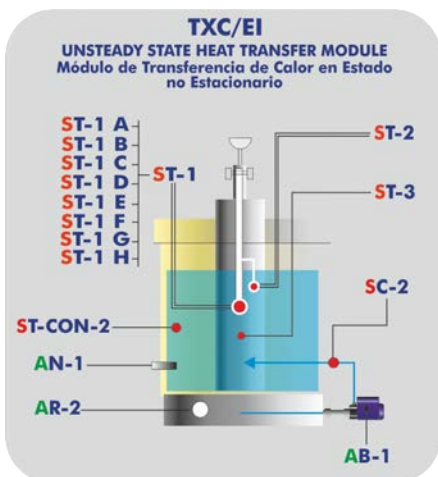 TXC/EI
UNSTEADY STATE HEAT TRANSFER MODULE
Módulo de Transferencia de Calor en Estado
no Estacionario
ST-1 A
ST-1 B
ST-1 C
ST-1 D
ST-1 E
ST-1 F
ST-1 G
ST-1 H
ST-1
ST-2
ST-3
SC-2
ST-CON-2
AN-1
AR-2
AB-1